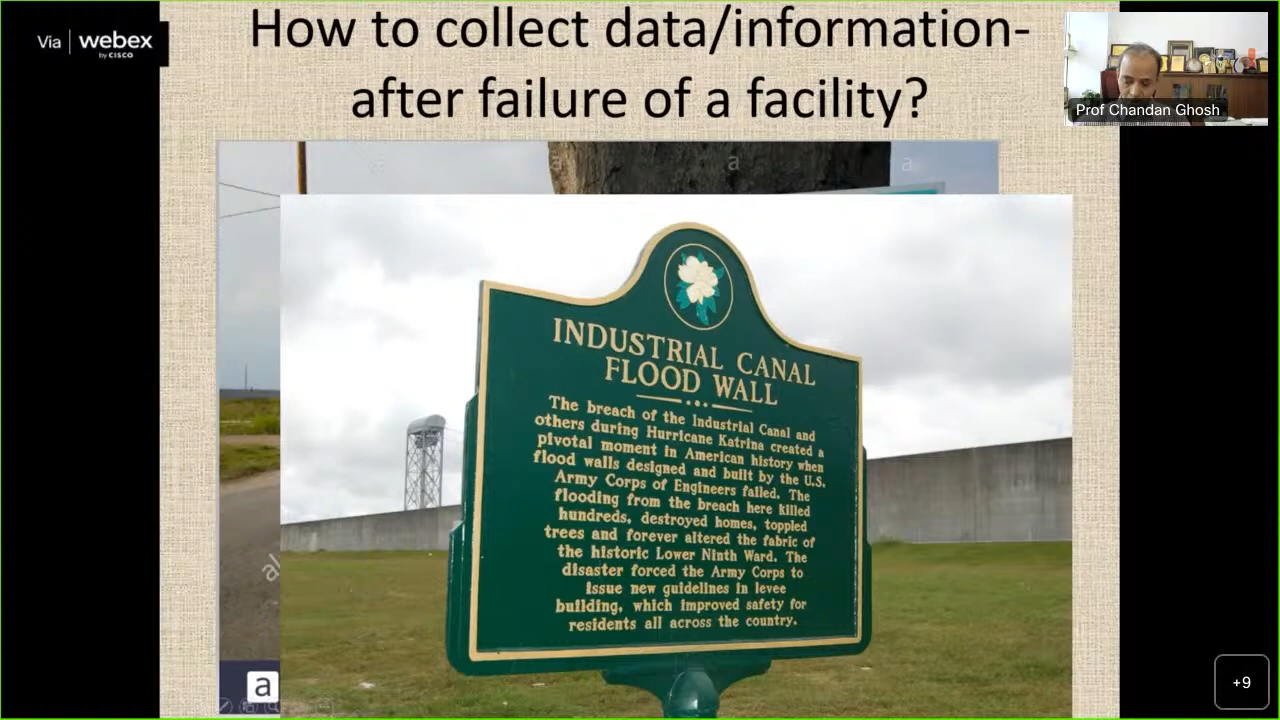 Via | webex
by CISCO
How to collect data/information-
after failure of a facility?
Prof Chandan Ghosh
a
a
a
INDUSTRIAL CANAL
FLOOD WALL
The breach of the Industrial Canal and
others during Hurricane Katrina created a
pivotal moment in American history when
flood walls designed and built by the U.S.
Army Corps of Engineers failed. The
flooding from the breach here killed
hundreds, destroyed homes, toppled
trees and forever altered the fabric of
the historic Lower Ninth Ward. The
disaster forced the Army Corps to
issue new guidelines in levee
building, which improved safety for
residents all across the country.
a
+9